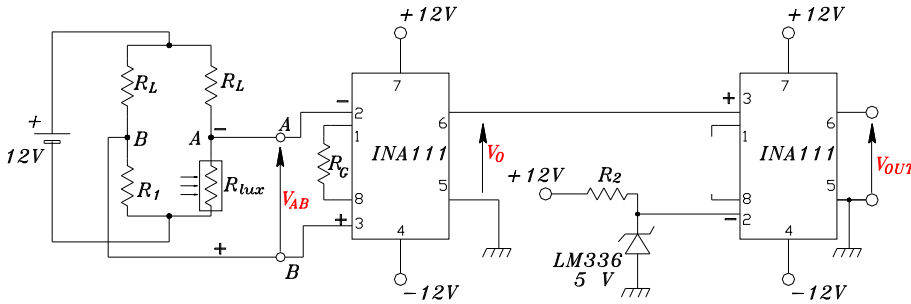 +12V
+12V
7
7
R_L
R_L
+
12V
B
A
−
A
−
2
1
6
+
3
1
6
R_1
R_lux
V_AB
R_G
INA111
V_O
INA111
V_OUT
+12V
R_2
5
5
8
+
3
8
−
2
+
B
4
4
LM336
5 V
-12V
-12V